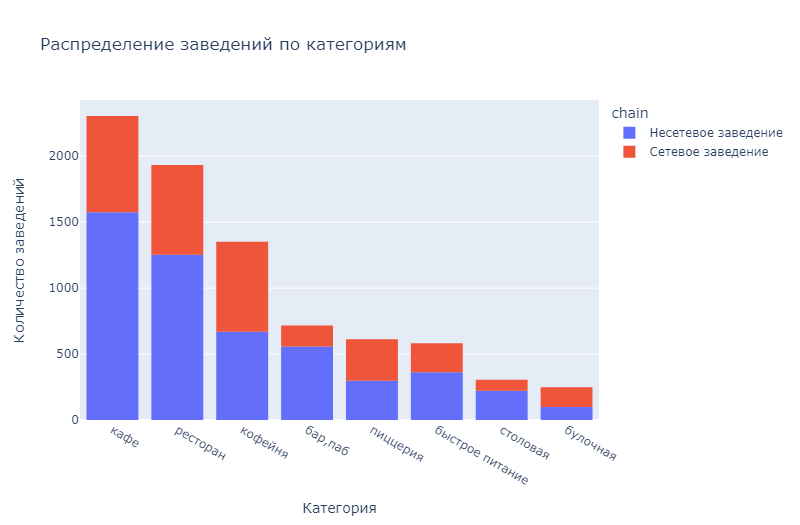 Распределение заведений по категориям
chain
Несетевое заведение
Сетевое заведение
Количество заведений
2000
1500
1000
500
0
кафе
ресторан
кофейня
бар,паб
пиццерия
быстрое питание
столовая
булочная
Категория